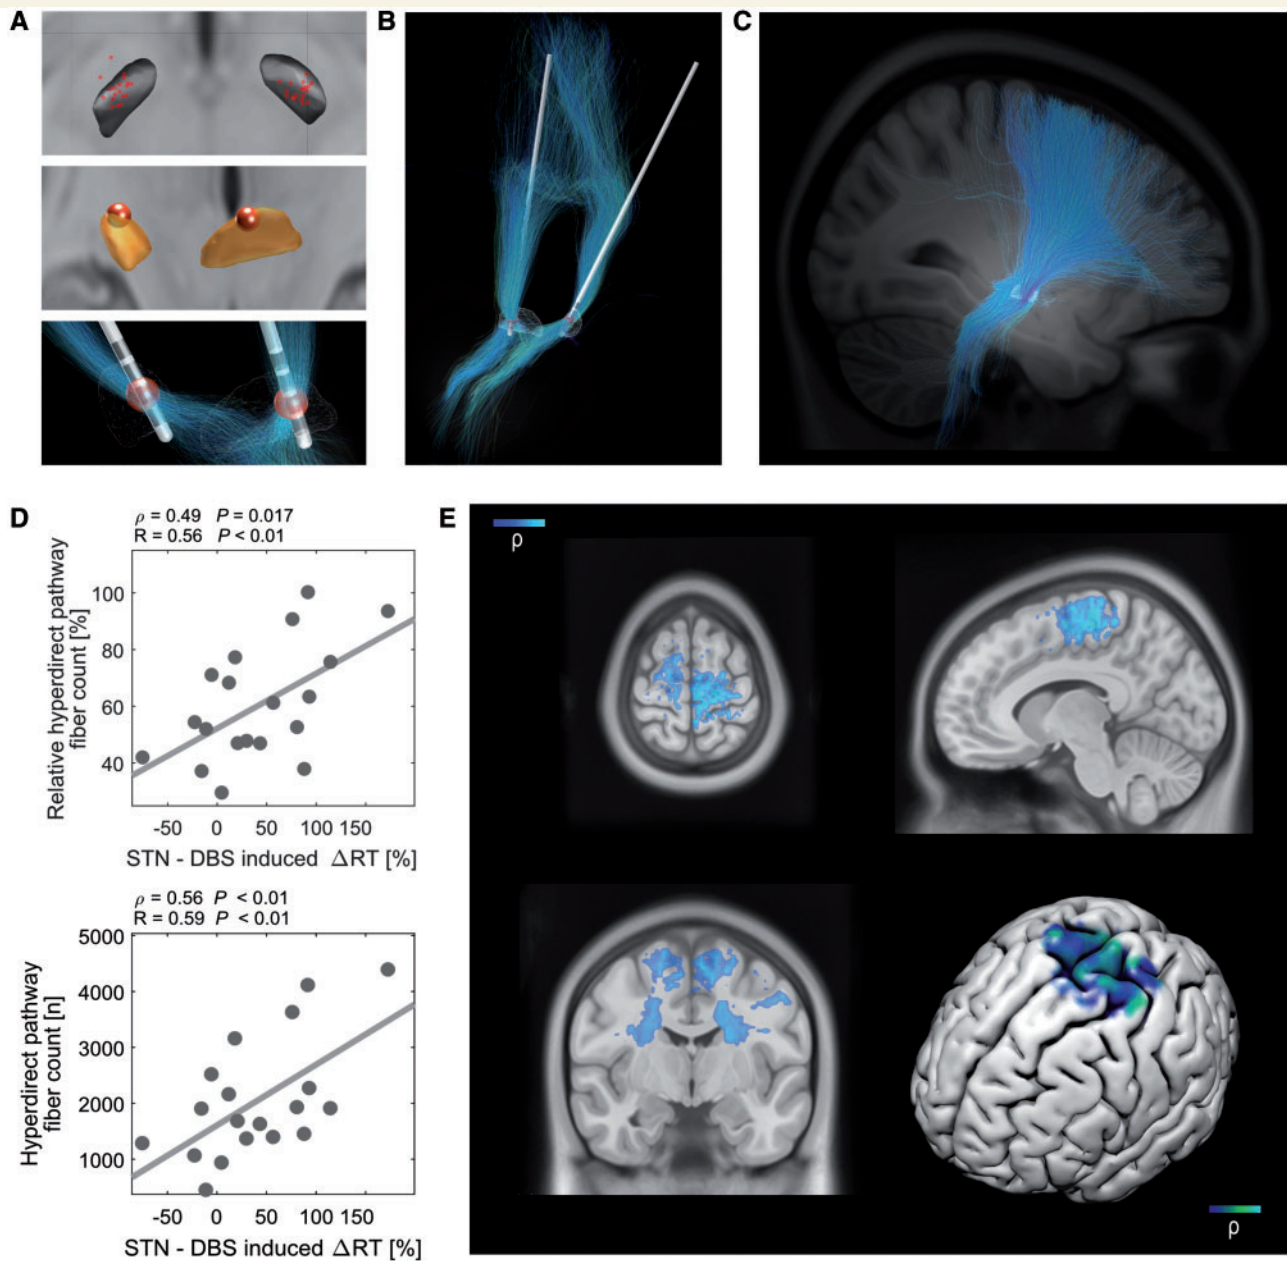 A
B
C
D
ρ = 0.49 P = 0.017
R = 0.56 P < 0.01
Relative hyperdirect pathway
fiber count [%]
100
80
60
40
-50 0 50 100 150
STN - DBS induced ΔRT [%]
ρ = 0.56 P < 0.01
R = 0.59 P < 0.01
Hyperdirect pathway
fiber count [n]
5000
4000
3000
2000
1000
-50 0 50 100 150
STN - DBS induced ΔRT [%]
E
ρ
ρ